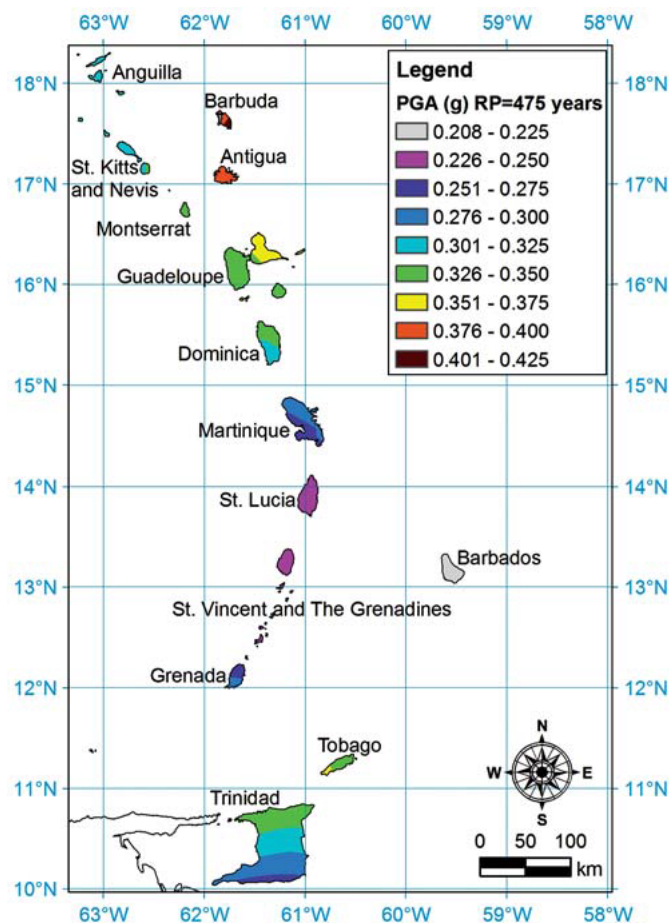 63°W 62°W 61°W 60°W 59°W 58°W
18°N
17°N
16°N
15°N
14°N
13°N
12°N
11°N
10°N
Anguilla
Barbuda
Antigua
St. Kitts
and Nevis
Montserrat
Guadeloupe
Dominica
Martinique
St. Lucia
Barbados
St. Vincent and The Grenadines
Grenada
Tobago
Trinidad
Legend
PGA (g) RP=475 years
0.208 - 0.225
0.226 - 0.250
0.251 - 0.275
0.276 - 0.300
0.301 - 0.325
0.326 - 0.350
0.351 - 0.375
0.376 - 0.400
0.401 - 0.425
18°N
17°N
16°N
15°N
14°N
13°N
12°N
11°N
10°N
N
W E
S
0 50 100
km
63°W 62°W 61°W 60°W 59°W 58°W